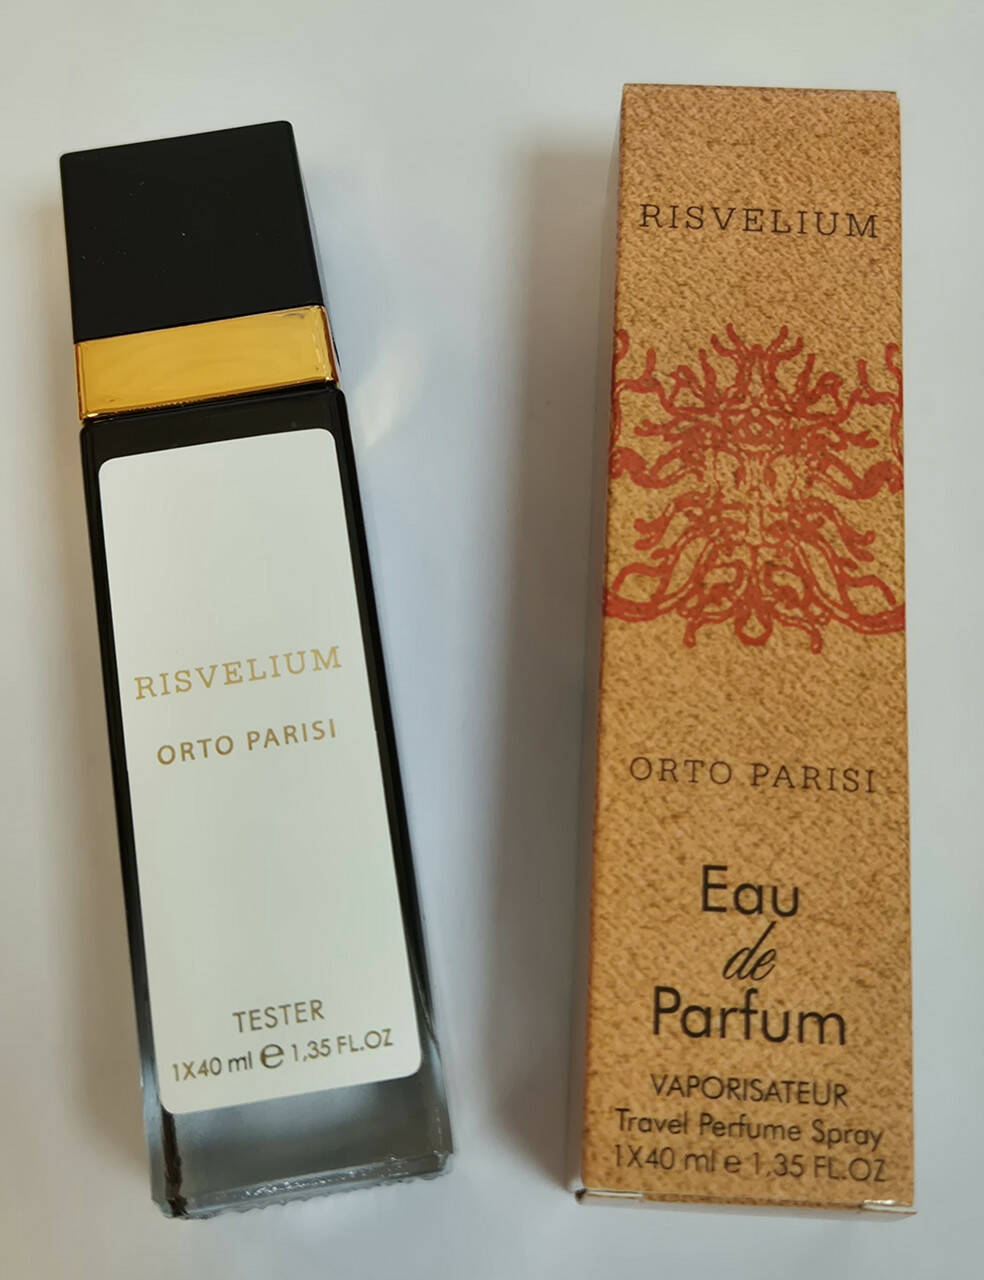 RISVELIUM
ORTO PARISI
TESTER
1X40 ml e 1,35 FL.OZ
RISVELIUM
ORTO PARISI
Eau
de
Parfum
VAPORISATEUR
Travel Perfume Spray
1X40 ml e 1,35 FL.OZ